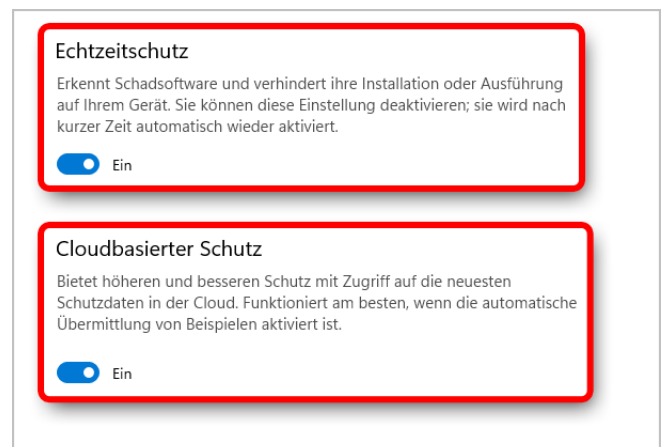 Echtzeitschutz
Erkennt Schadsoftware und verhindert ihre Installation oder Ausführung
auf Ihrem Gerät. Sie können diese Einstellung deaktivieren; sie wird nach
kurzer Zeit automatisch wieder aktiviert.
Ein
Cloudbasierter Schutz
Bietet höheren und besseren Schutz mit Zugriff auf die neuesten
Schutzdaten in der Cloud. Funktioniert am besten, wenn die automatische
Übermittlung von Beispielen aktiviert ist.
Ein